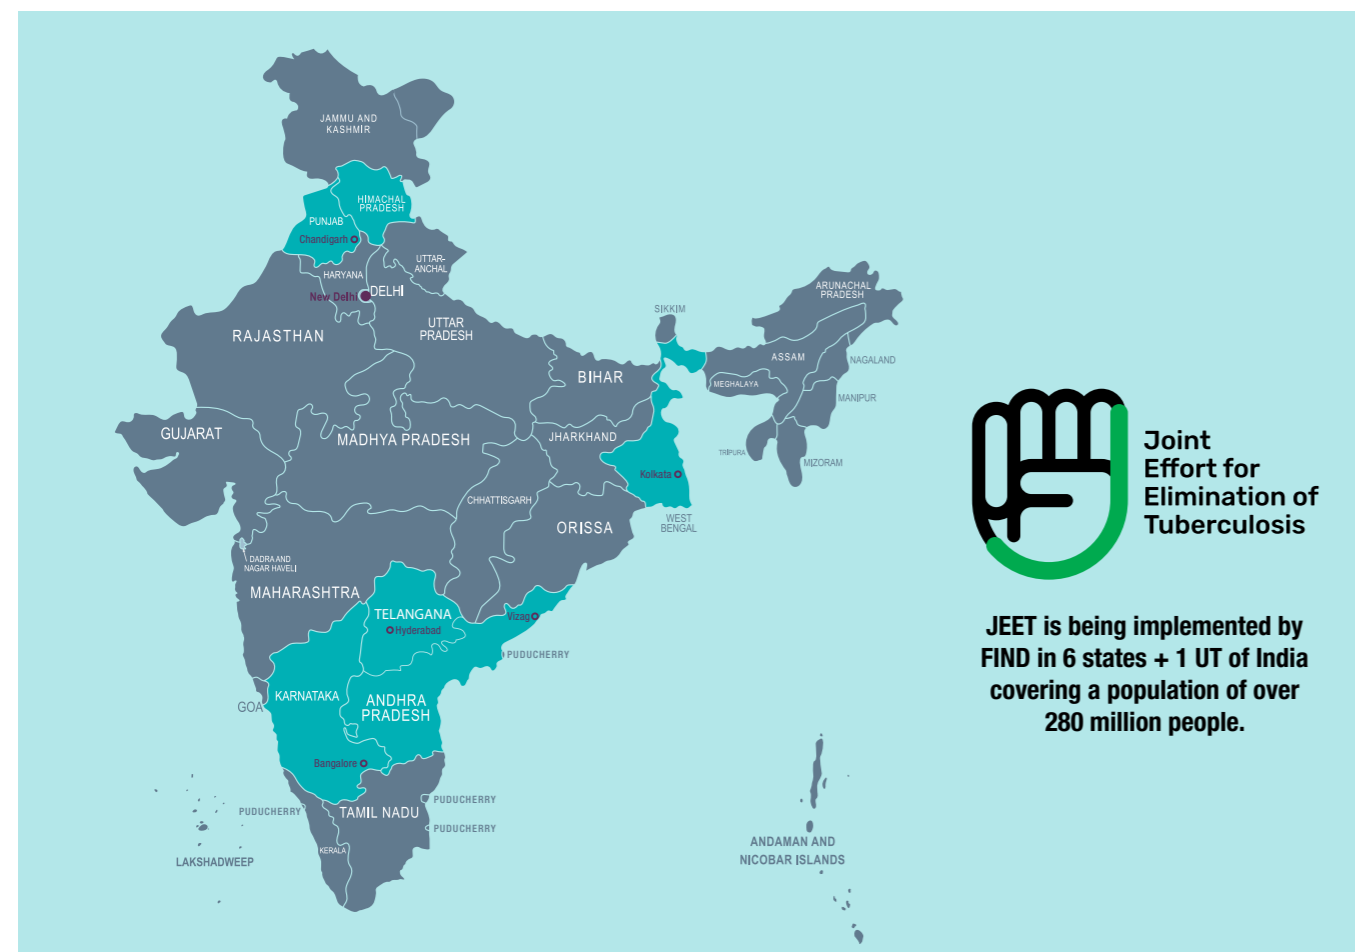 JAMMU AND
KASHMIR
HIMACHAL
PRADESH
PUNJAB
Chandigarh
UTTAR-
ANCHAL
HARYANA
New Delhi
DELHI
RAJASTHAN
UTTAR
PRADESH
SIKKIM
ARUNACHAL
PRADESH
ASSAM
NAGALAND
BIHAR
MEGHALAYA
MANIPUR
GUJARAT
MADHYA PRADESH
JHARKHAND
TRIPURA
MIZORAM
Kolkata
CHHATTISGARH
WEST
BENGAL
ORISSA
DADRA AND
NAGAR HAVELI
MAHARASHTRA
TELANGANA
Hyderabad
Vizag
PUDUCHERRY
KARNATAKA
GOA
ANDHRA
PRADESH
Bangalore
PUDUCHERRY
PUDUCHERRY
TAMIL NADU
PUDUCHERRY
KERALA
LAKSHADWEEP
ANDAMAN AND
NICOBAR ISLANDS
Joint
Effort for
Elimination of
Tuberculosis
JEET is being implemented by
FIND in 6 states + 1 UT of India
covering a population of over
280 million people.